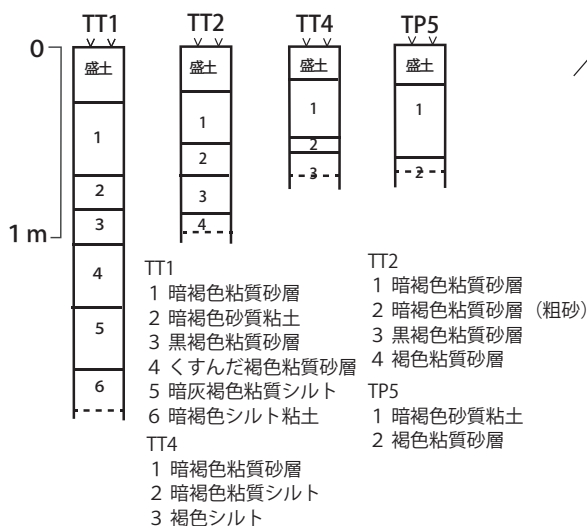 TT1 TT2 TT4 TP5
0
盛土 盛土 盛土 盛土
1 1 1 1
2 2 2 2
3 3 3
1 m
4 4
5
6
TT1
1 暗褐色粘質砂層
2 暗褐色砂質粘土
3 黒褐色粘質砂層
4 くすんだ褐色粘質砂層
5 暗灰褐色粘質シルト
6 暗褐色シルト粘土
TT4
1 暗褐色粘質砂層
2 暗褐色粘質シルト
3 褐色シルト
TT2
1 暗褐色粘質砂層
2 暗褐色粘質砂層（粗砂）
3 黒褐色粘質砂層
4 褐色粘質砂層
TP5
1 暗褐色砂質粘土
2 褐色粘質砂層